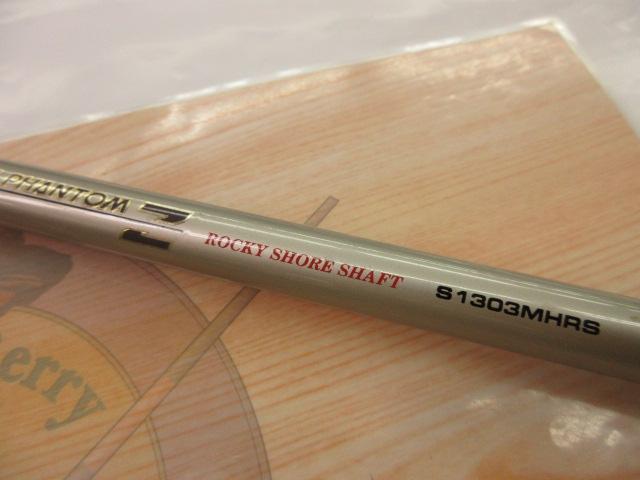 PHANTOM
ROCKY SHORE SHAFT
S1303MHRS
erry